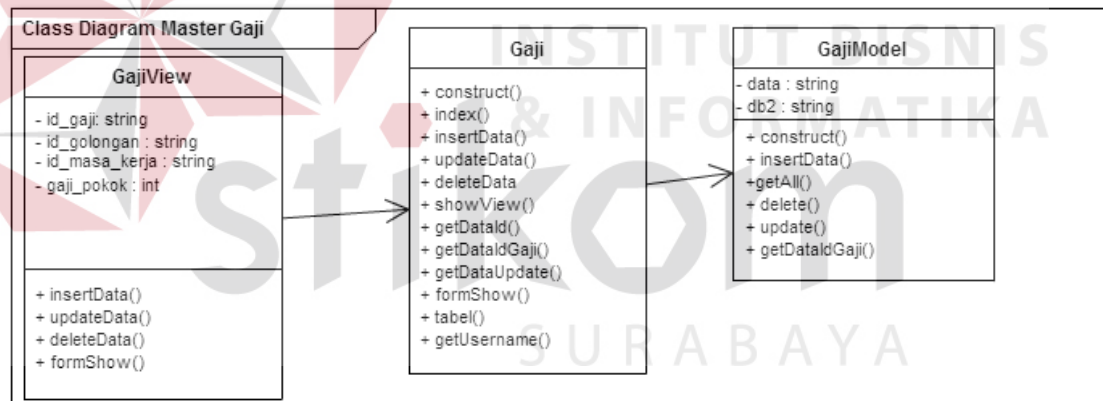 Class Diagram Master Gaji
GajiView
- id_gaji: string
- id_golongan : string
- id_masa_kerja : string
- gaji_pokok : int
+ insertData()
+ updateData()
+ deleteData()
+ formShow()
Gaji
+ construct()
+ index()
+ insertData()
+ updateData()
+ deleteData
+ showView()
+ getDataId()
+ getDataIdGaji()
+ getDataUpdate()
+ formShow()
+ tabel()
+ getUsername()
GajiModel
- data : string
- db2 : string
+ construct()
+ insertData()
+getAll()
+ delete()
+ update()
+ getDataIdGaji()
INSTITUT BISNIS
& INFORMATIKA
stikom
SURABAYA